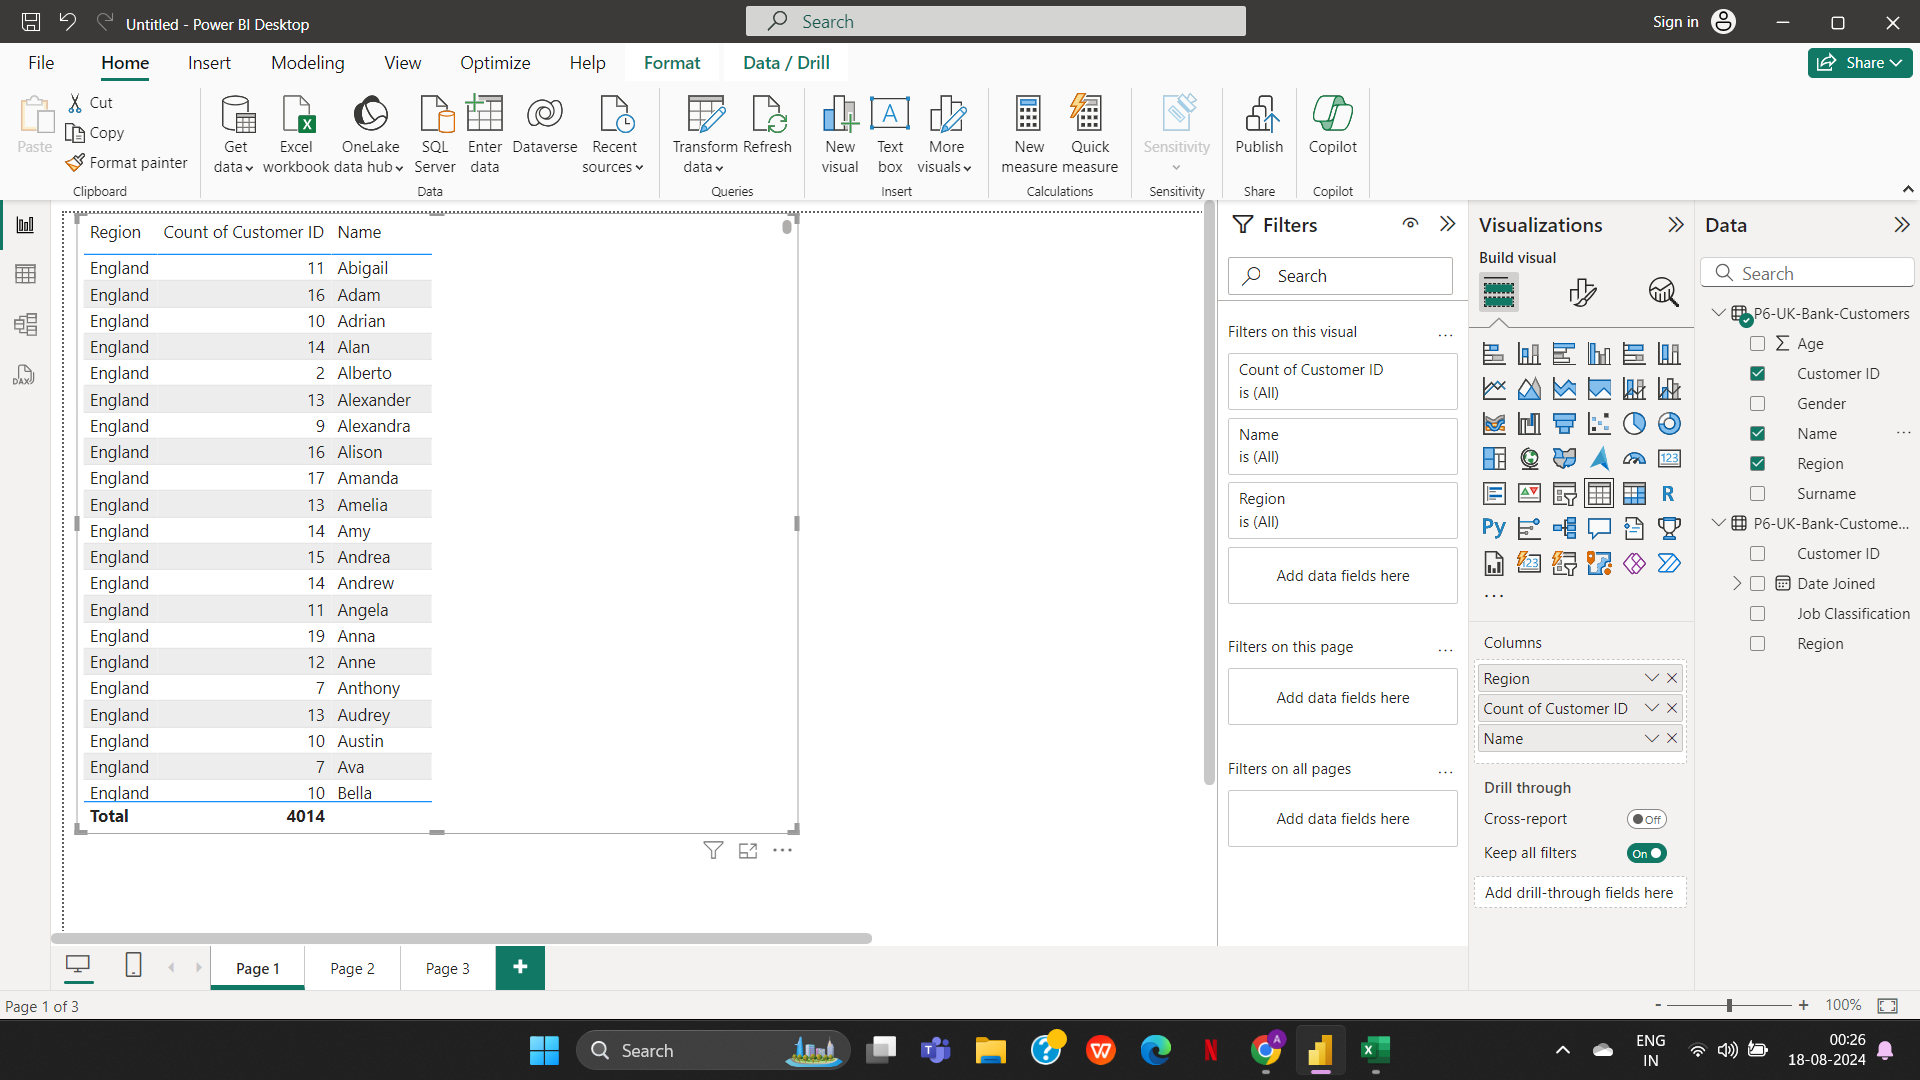 Untitled - Power BI Desktop
Search
Sign in
File Home Insert Modeling View Optimize Help Format Data / Drill
Share
Paste
Cut
Copy
Format painter
Clipboard
Get data
Excel workbook
OneLake data hub
SQL Server
Enter data
Dataverse
Recent sources
Data
Transform data
Refresh
Queries
New visual
Text box
More visuals
Insert
New measure
Quick measure
Calculations
Sensitivity
Sensitivity
Publish
Share
Copilot
Copilot
Region Count of Customer ID Name
England 11 Abigail
England 16 Adam
England 10 Adrian
England 14 Alan
England 2 Alberto
England 13 Alexander
England 9 Alexandra
England 16 Alison
England 17 Amanda
England 13 Amelia
England 14 Amy
England 15 Andrea
England 14 Andrew
England 11 Angela
England 19 Anna
England 12 Anne
England 7 Anthony
England 13 Audrey
England 10 Austin
England 7 Ava
England 10 Bella
Total 4014
Filters
Search
Filters on this visual ...
Count of Customer ID
is (All)
Name
is (All)
Region
is (All)
Add data fields here
Filters on this page ...
Add data fields here
Filters on all pages ...
Add data fields here
Visualizations
Build visual
123
R
Py
123
...
Columns
Region
Count of Customer ID
Name
Drill through
Cross-report Off
Keep all filters On
Add drill-through fields here
Data
Search
P6-UK-Bank-Customers
Age
Customer ID
Gender
Name ...
Region
Surname
P6-UK-Bank-Custome...
Customer ID
Date Joined
Job Classification
Region
DAX
Page 1 Page 2 Page 3 +
Page 1 of 3
- + 100%
Search
ENG
IN
00:26
18-08-2024